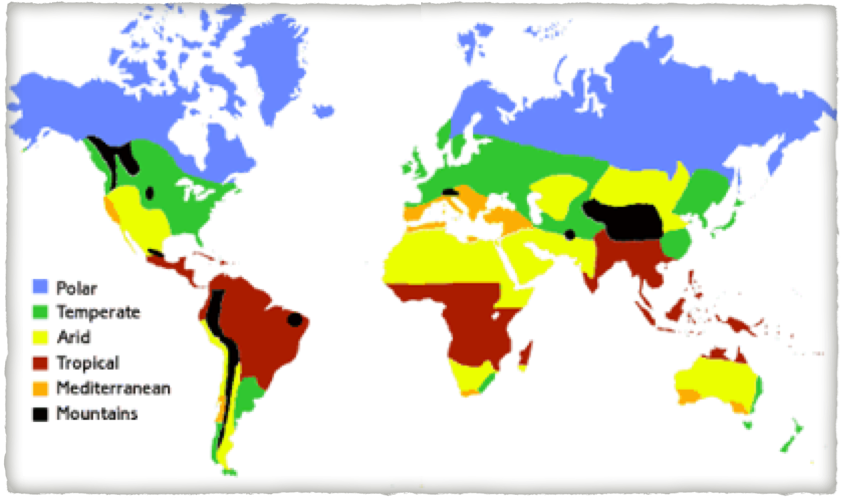 Polar
Temperate
Arid
Tropical
Mediterranean
Mountains